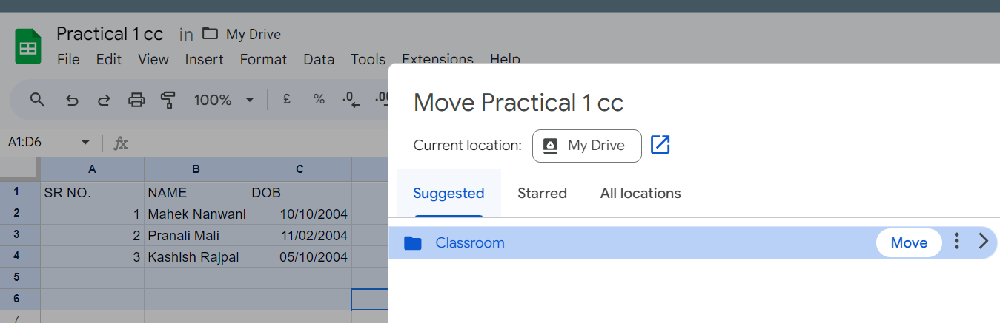 Practical 1 cc in My Drive
File Edit View Insert Format Data Tools Extensions Help
100% £ % .0
A1:D6 fx
A B C
1 SR NO. NAME DOB
2 1 Mahek Nanwani 10/10/2004
3 2 Pranali Mali 11/02/2004
4 3 Kashish Rajpal 05/10/2004
5
6
7
Move Practical 1 cc
Current location: My Drive
Suggested Starred All locations
Classroom Move